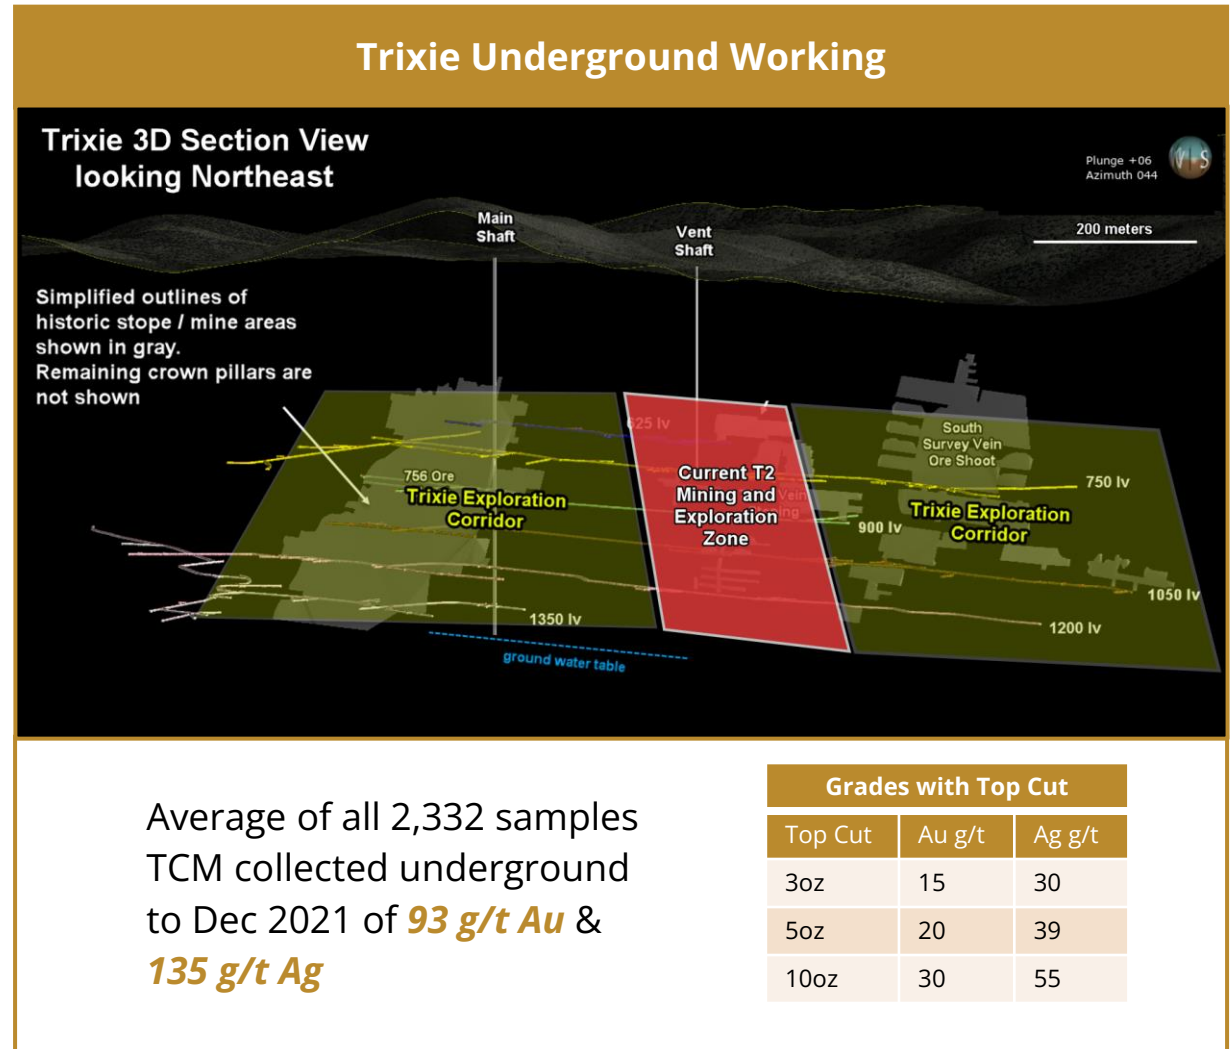 Trixie Underground Working
Trixie 3D Section View
looking Northeast
Plunge +06
Azimuth 044
200 meters
Main
Shaft
Vent
Shaft
Simplified outlines of
historic stope / mine areas
shown in gray.
Remaining crown pillars are
not shown
625 lv
South
Survey Vein
Ore Shoot
756 Ore
Trixie Exploration
Corridor
Current T2
Mining and
Exploration
Zone
Vein
750 lv
Trixie Exploration
Corridor
900 lv
1050 lv
1350 lv
1200 lv
ground water table
Average of all 2,332 samples
TCM collected underground
to Dec 2021 of 93 g/t Au &
135 g/t Ag
Grades with Top Cut
Top Cut Au g/t Ag g/t
3oz 15 30
5oz 20 39
10oz 30 55